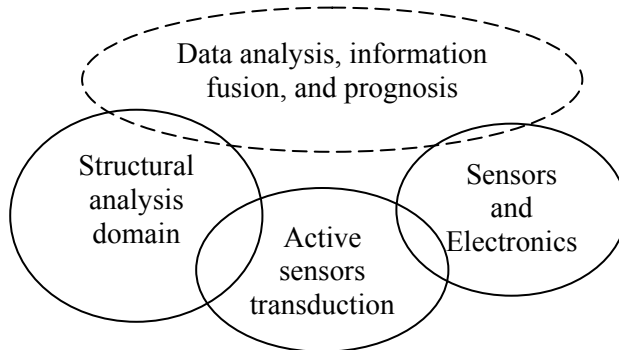 Data analysis, information
fusion, and prognosis
Structural
analysis
domain
Active
sensors
transduction
Sensors
and
Electronics